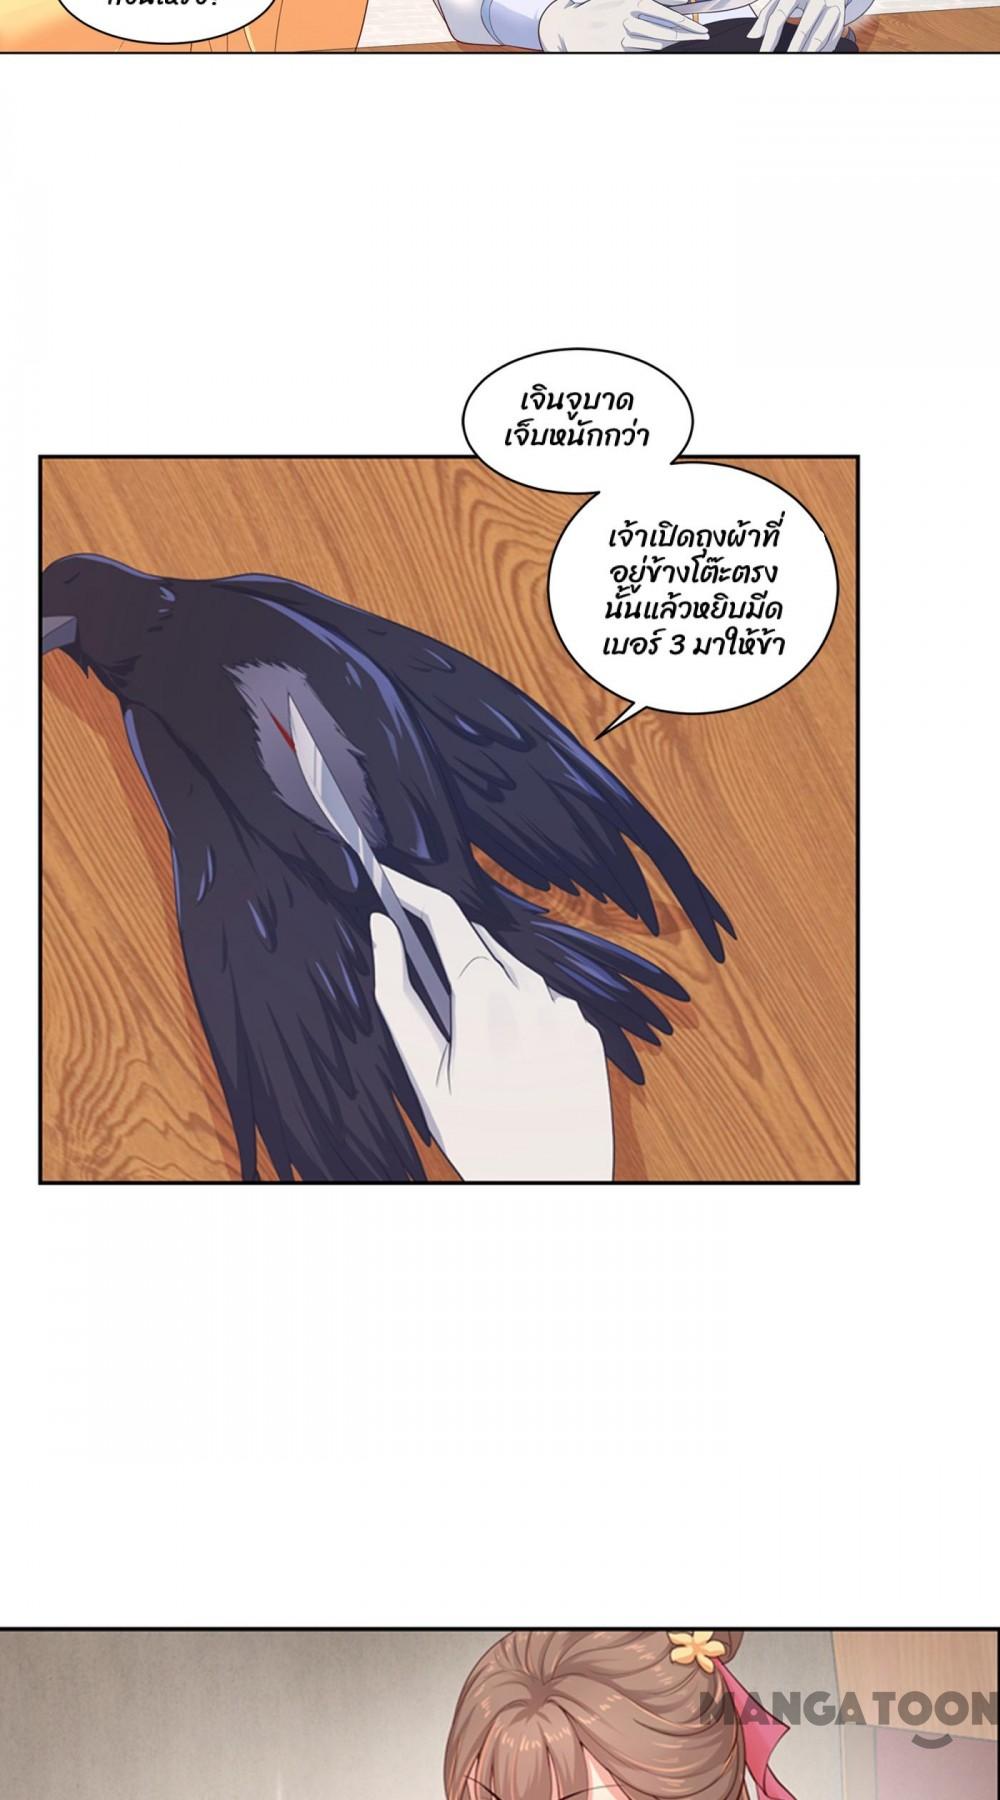 เจินจูบาด
เจ็บหนักกว่า
เจ้าเปิดถุงผ้าที่
อยู่ข้างโต๊ะตรง
นั้นแล้วหยิบมีด
เบอร์ 3 มาให้ข้า
MANGATOON